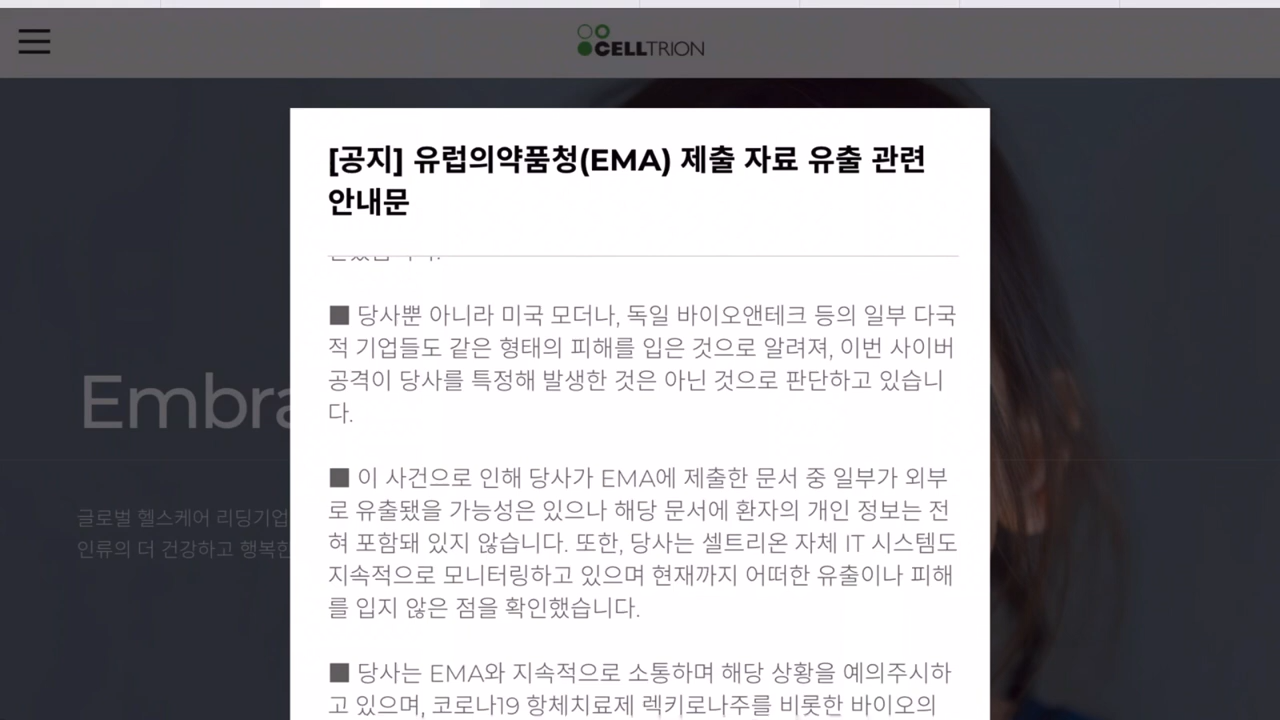 CELLTRION
[공지] 유럽의약품청(EMA) 제출 자료 유출 관련
안내문
■ 당사뿐 아니라 미국 모더나, 독일 바이오앤테크 등의 일부 다국
적 기업들도 같은 형태의 피해를 입은 것으로 알려져, 이번 사이버
공격이 당사를 특정해 발생한 것은 아닌 것으로 판단하고 있습니
다.
Embra
■ 이 사건으로 인해 당사가 EMA에 제출한 문서 중 일부가 외부
로 유출됐을 가능성은 있으나 해당 문서에 환자의 개인 정보는 전
혀 포함돼 있지 않습니다. 또한, 당사는 셀트리온 자체 IT 시스템도
지속적으로 모니터링하고 있으며 현재까지 어떠한 유출이나 피해
를 입지 않은 점을 확인했습니다.
글로벌 헬스케어 리딩기업
인류의 더 건강하고 행복한
■ 당사는 EMA와 지속적으로 소통하며 해당 상황을 예의주시하
고 있으며, 코로나19 항체치료제 렉키로나주를 비롯한 바이오의